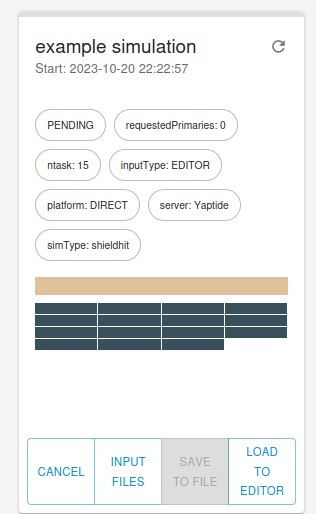 example simulation
Start: 2023-10-20 22:22:57
PENDING requestedPrimaries: 0
ntask: 15 inputType: EDITOR
platform: DIRECT server: Yaptide
simType: shieldhit
CANCEL
INPUT
FILES
SAVE
TO FILE
LOAD
TO
EDITOR